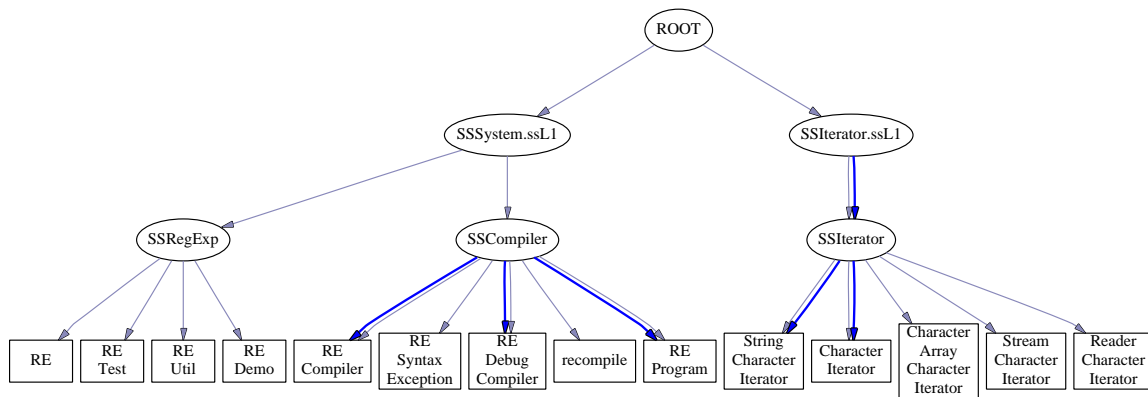 ROOT
SSSystem.ssL1
SSIterator.ssL1
SSRegExp
SSCompiler
SSIterator
RE
RE
Test
RE
Util
RE
Demo
RE
Compiler
RE
Syntax
Exception
RE
Debug
Compiler
recompile
RE
Program
String
Character
Iterator
Character
Iterator
Character
Array
Character
Iterator
Stream
Character
Iterator
Reader
Character
Iterator